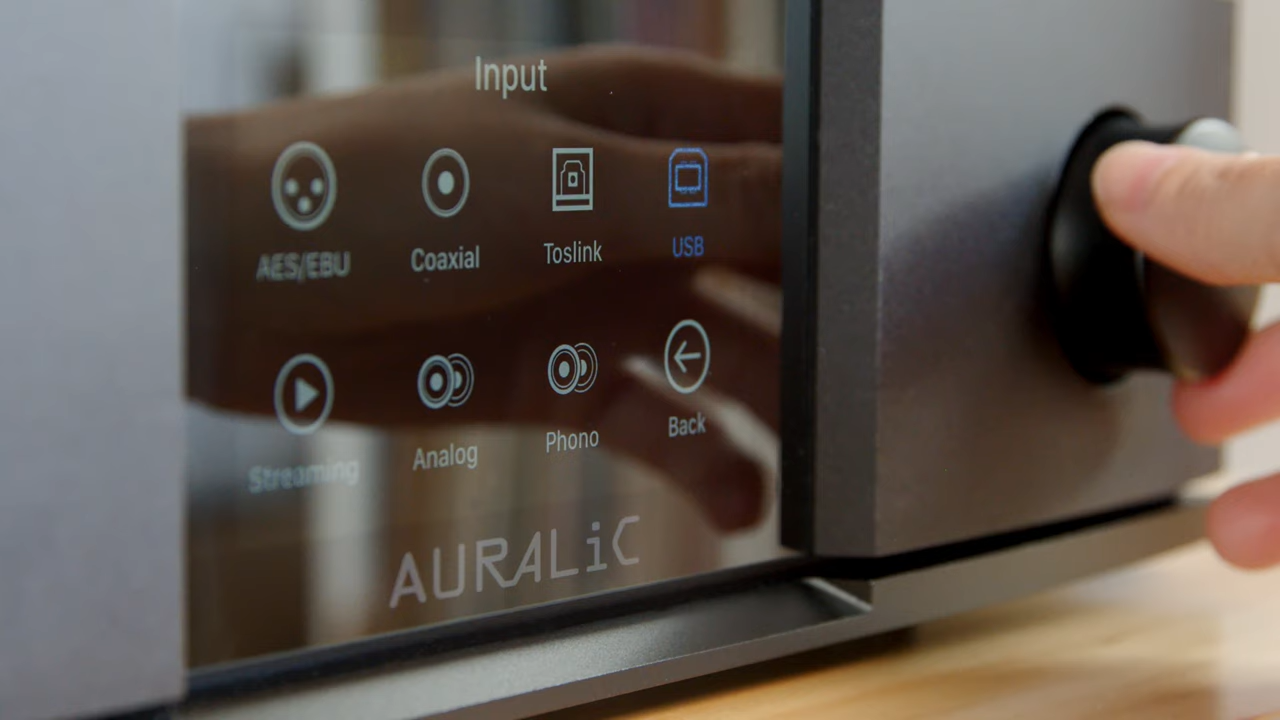 Input
AES/EBU Coaxial Toslink USB
Streaming Analog Phono Back
AURALiC